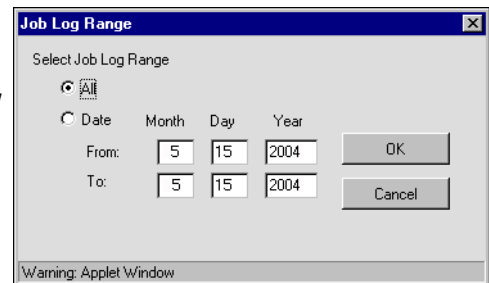 Job Log Range
Select Job Log Range
All
Date Month Day Year
From: 5 15 2004 OK
To: 5 15 2004 Cancel
Warning: Applet Window